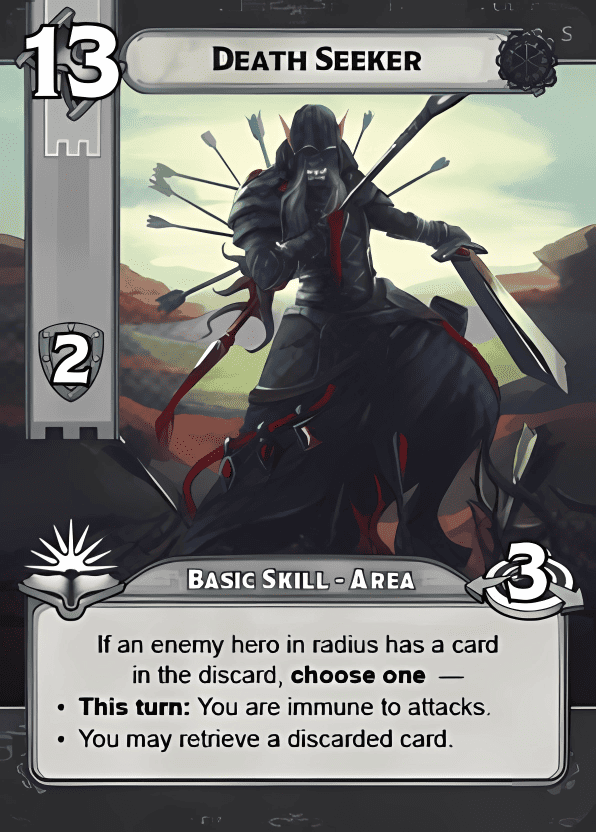 13
DEATH SEEKER
S
2
BASIC SKILL - AREA
3
If an enemy hero in radius has a card
in the discard, choose one —
• This turn: You are immune to attacks.
• You may retrieve a discarded card.